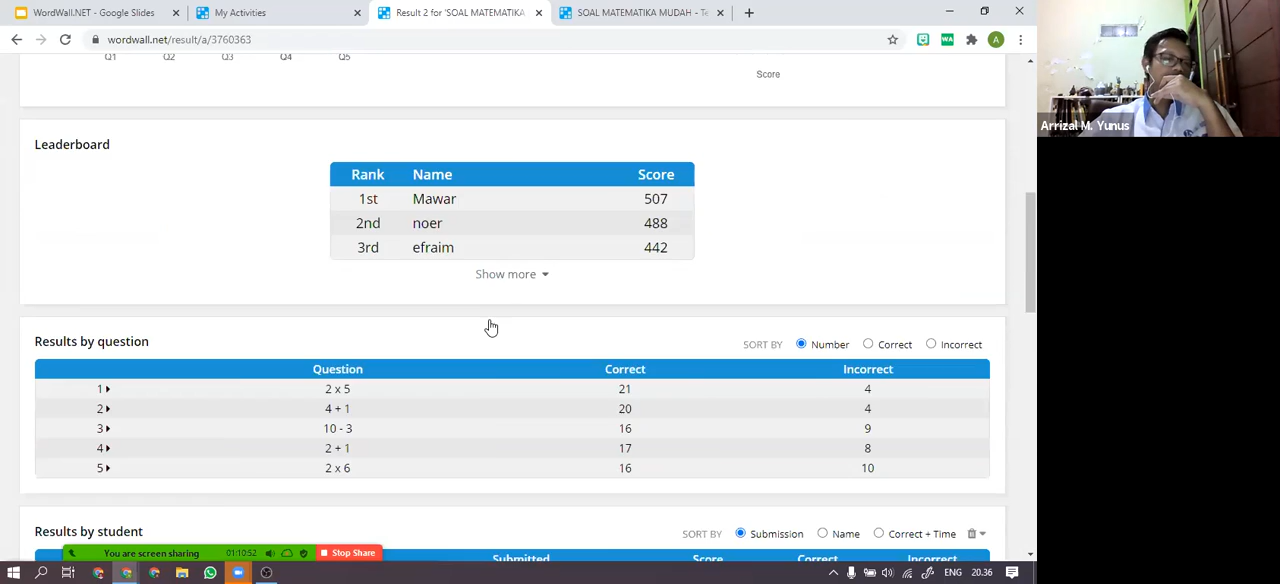 WordWall.NET - Google Slides
My Activities
Result 2 for 'SOAL MATEMATIKA
SOAL MATEMATIKA MUDAH - Te
wordwall.net/result/a/3760363
WA
A
Q1 Q2 Q3 Q4 Q5
Score
Arrizal M. Yunus
Leaderboard
Rank Name Score
1st Mawar 507
2nd noer 488
3rd efraim 442
Show more
Results by question
SORT BY Number Correct Incorrect
Question Correct Incorrect
1 2 x 5 21 4
2 4 + 1 20 4
3 10 - 3 16 9
4 2 + 1 17 8
5 2 x 6 16 10
Results by student
SORT BY Submission Name Correct + Time
Submitted Score Correct Incorrect
You are screen sharing 01:10:52 Stop Share
ENG 20.36